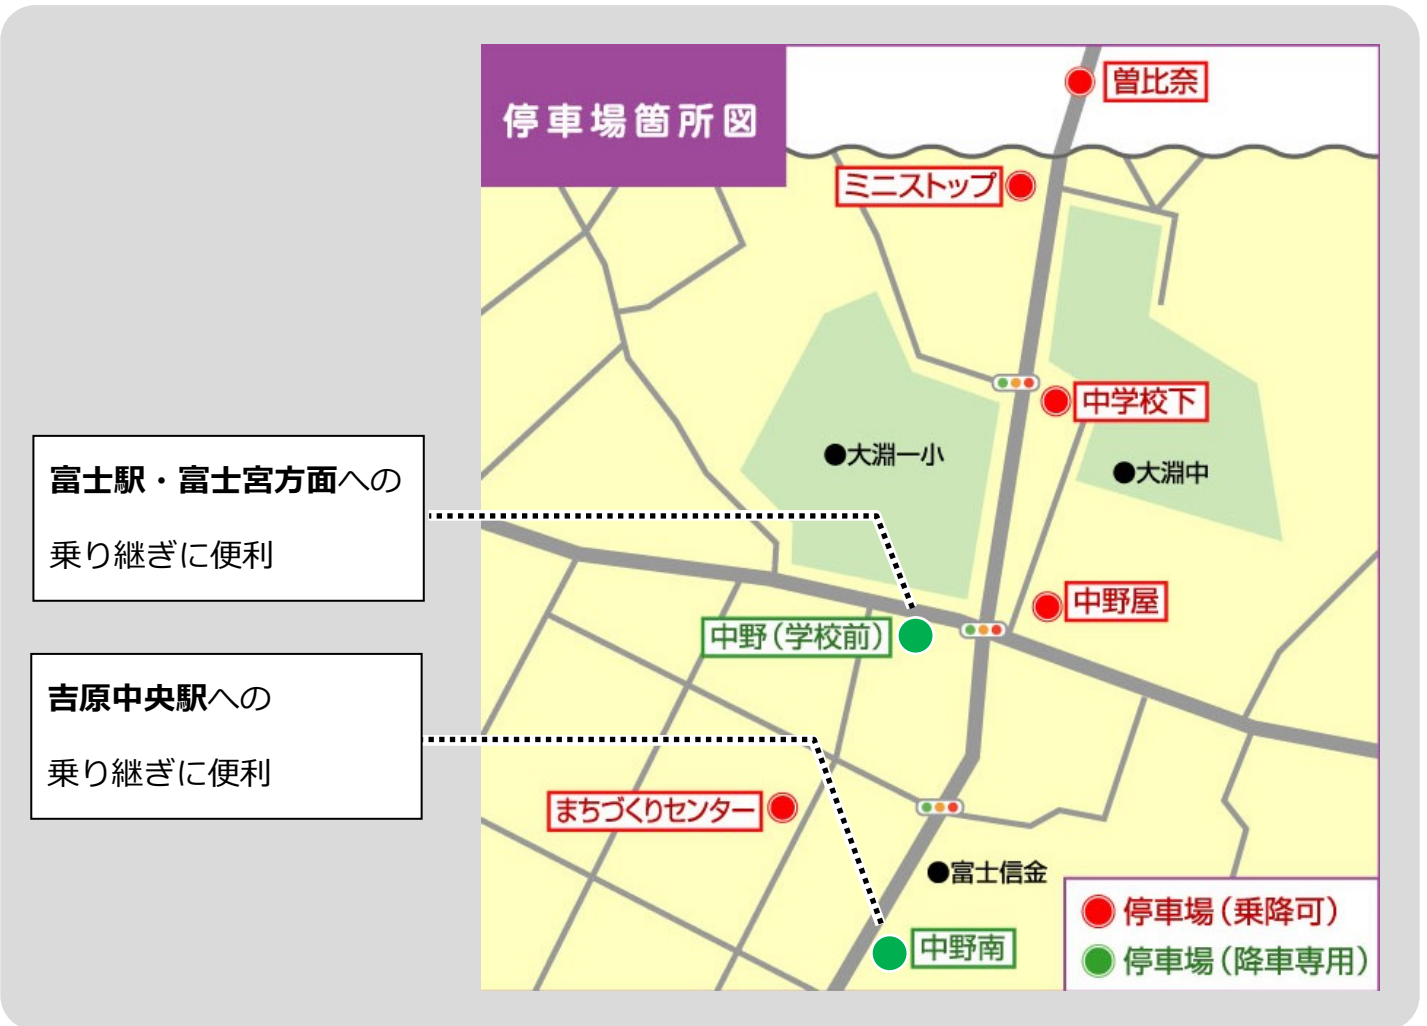 停車場箇所図
曽比奈
ミニストップ
中学校下
●大淵一小
●大淵中
富士駅・富士宮方面への
乗り継ぎに便利
中野屋
中野(学校前)
吉原中央駅への
乗り継ぎに便利
まちづくりセンター
●富士信金
中野南
停車場(乗降可)
停車場(降車専用)